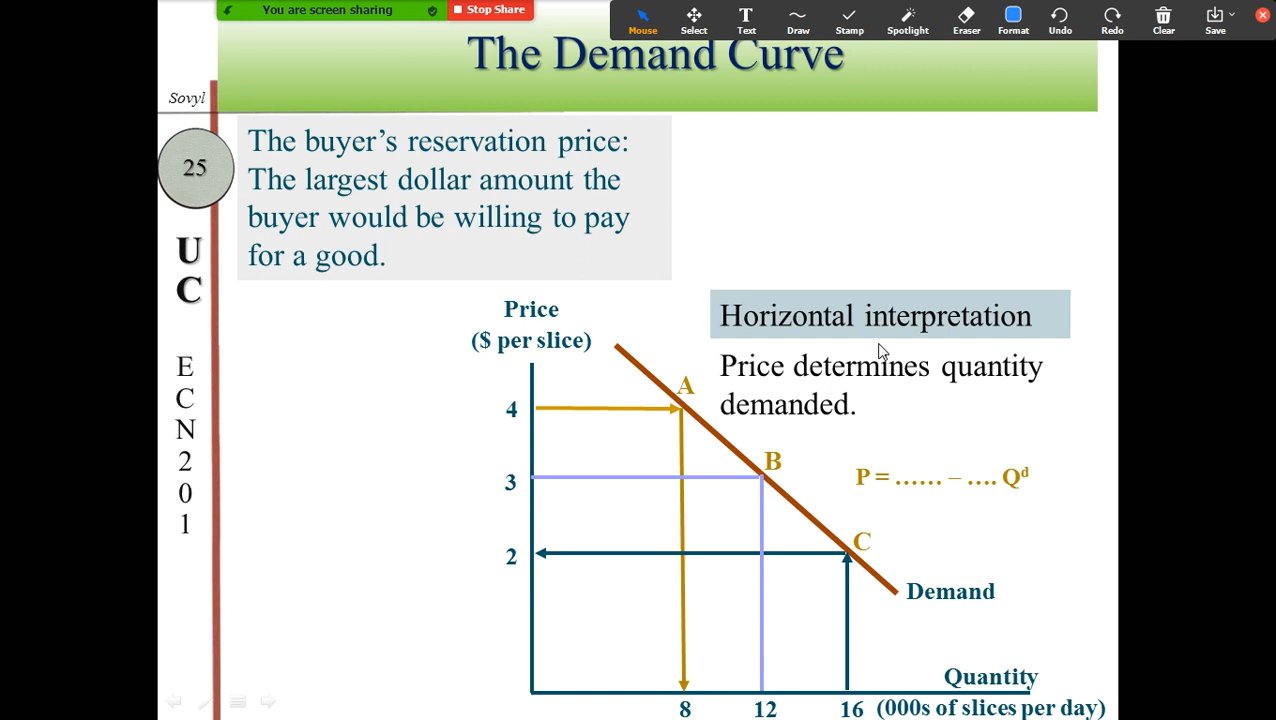 You are screen sharing
Stop Share
Mouse
Select
Text
Draw
Stamp
Spotlight
Eraser
Format
Undo
Redo
Clear
Save
The Demand Curve
Sovyl
25
U
C
E
C
N
2
0
1
The buyer's reservation price:
The largest dollar amount the
buyer would be willing to pay
for a good.
Price
($ per slice)
Horizontal interpretation
Price determines quantity
demanded.
A
4
B
P = …… – …. Qᵈ
3
C
2
Demand
Quantity
8
12
16
(000s of slices per day)